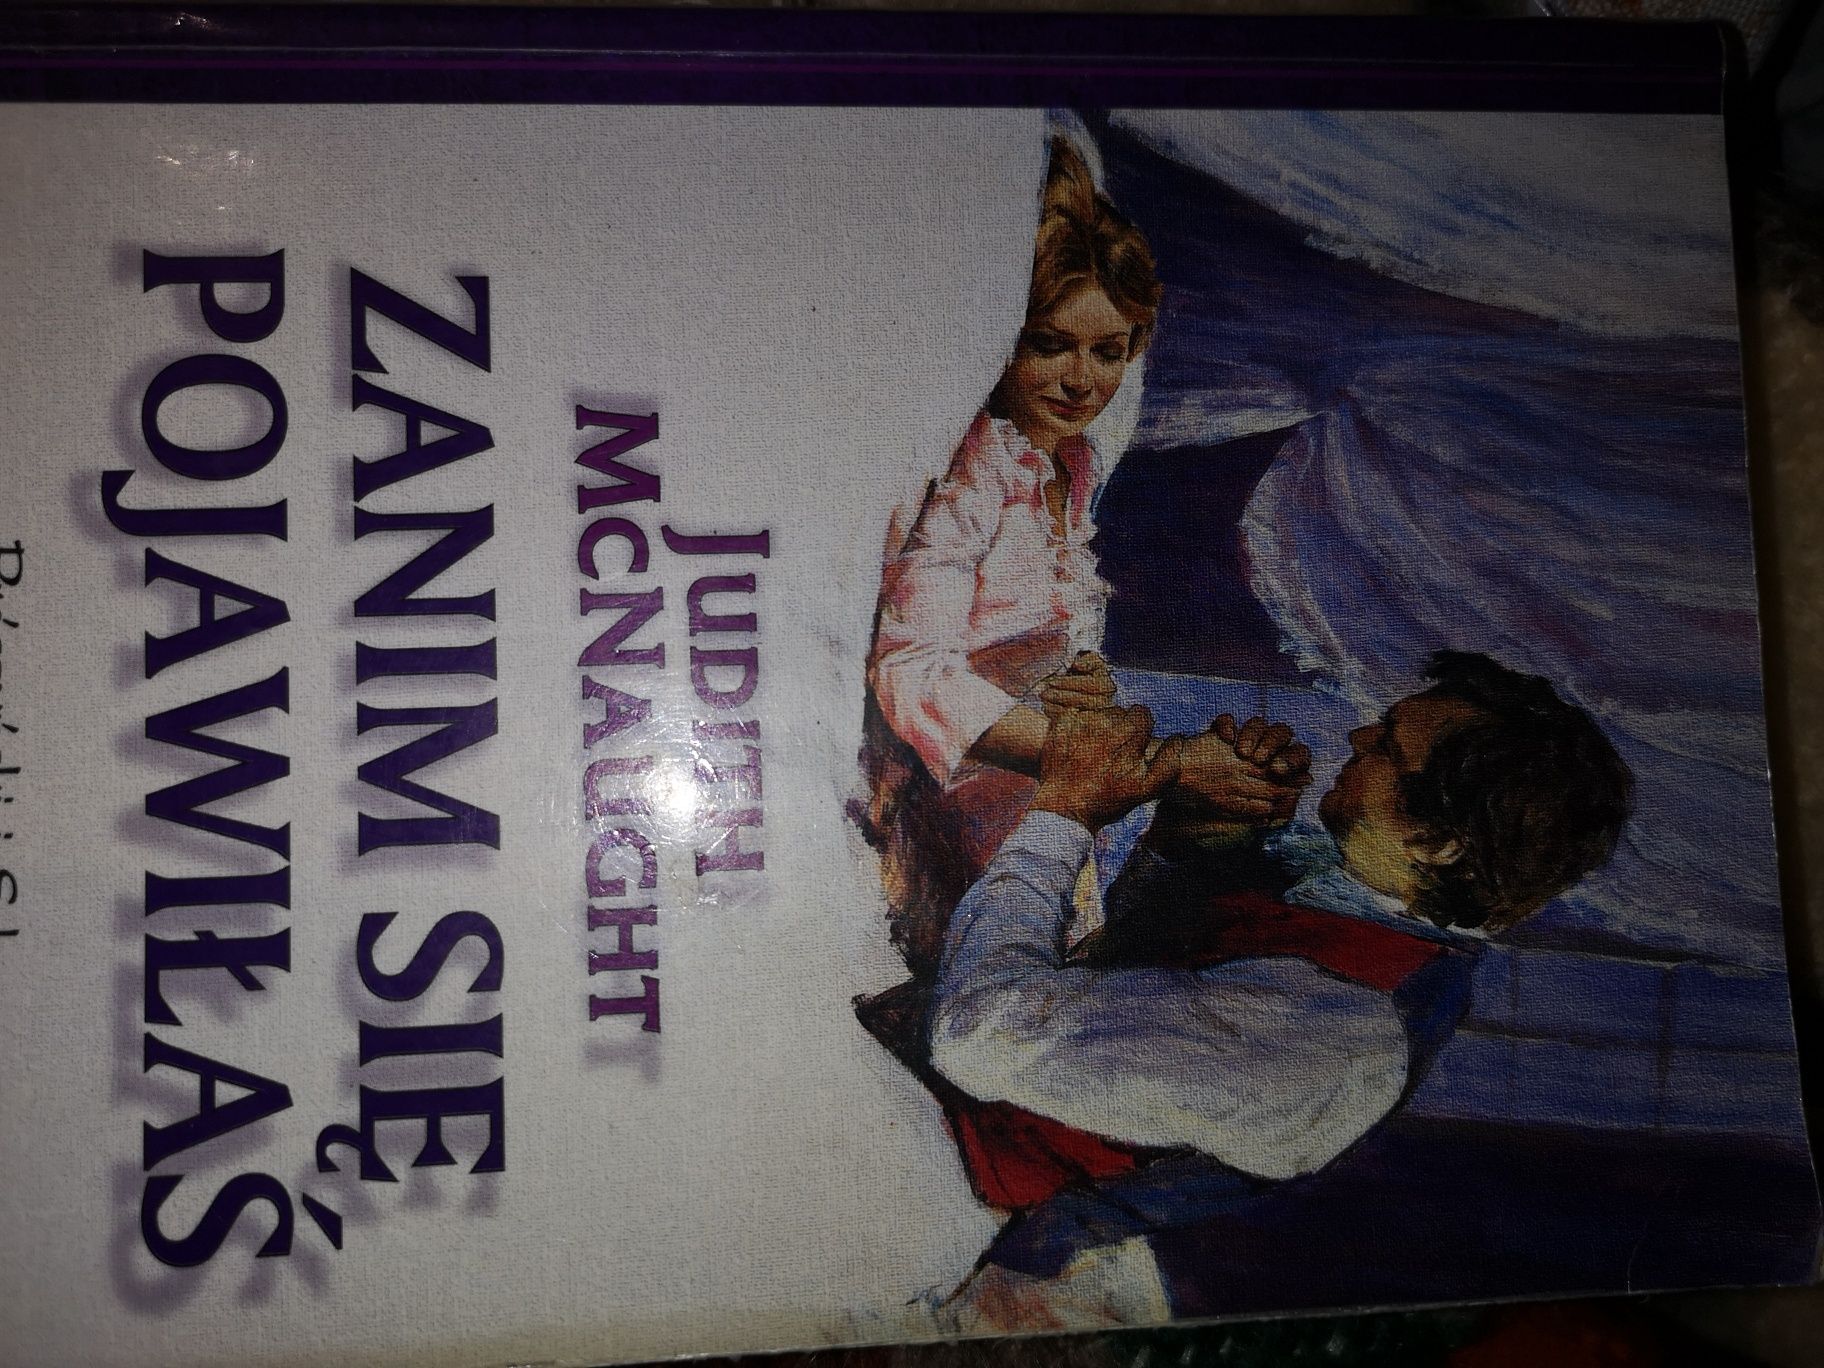 JUDITH
MCNAUGHT
ZANIM SIĘ
POJAWIŁAŚ